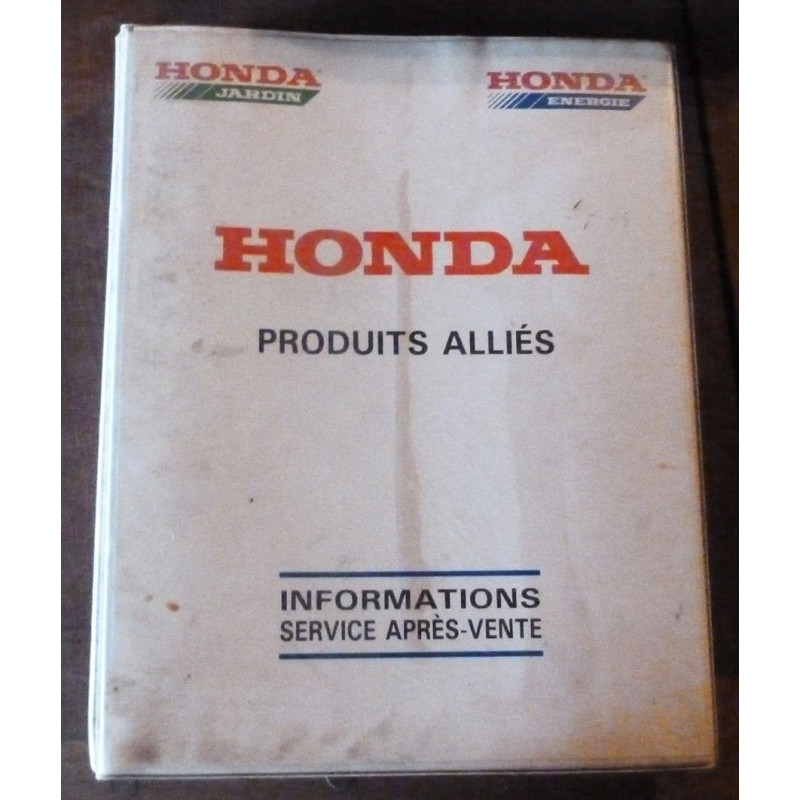 HONDA
JARDIN
HONDA
ENERGIE
HONDA
PRODUITS ALLIÉS
INFORMATIONS
SERVICE APRÈS-VENTE